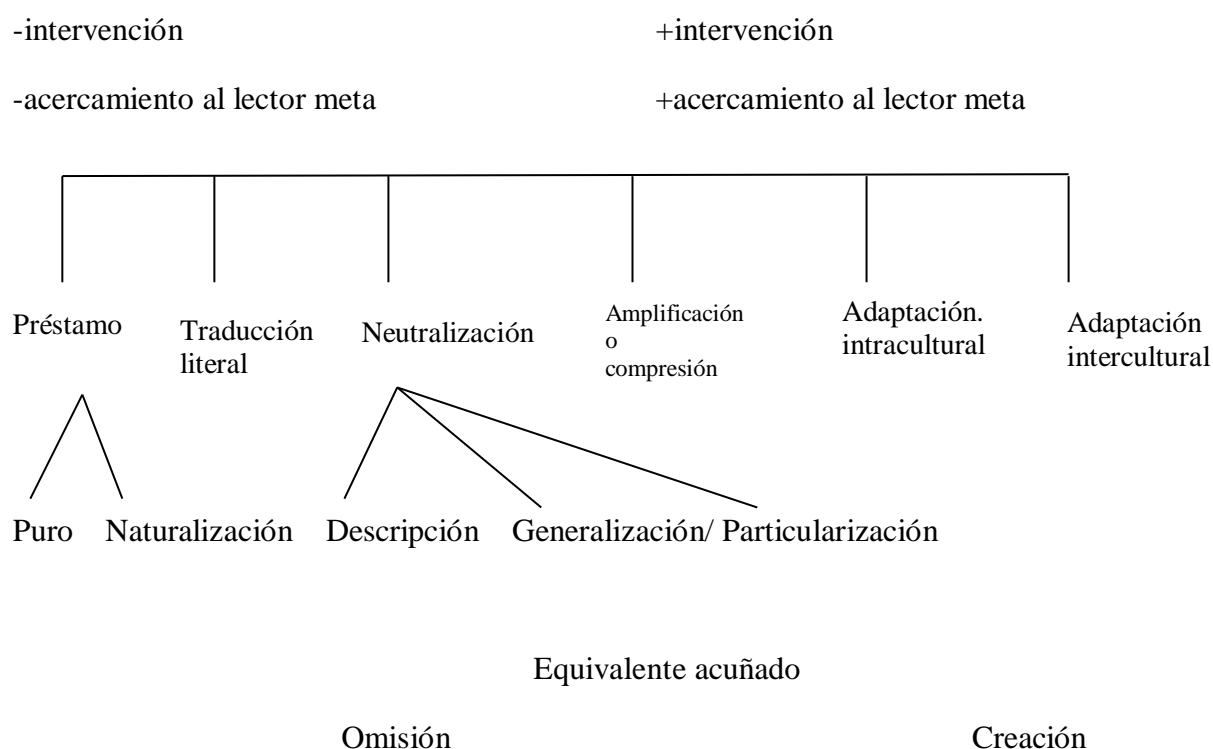 -intervención
+intervención
-acercamiento al lector meta
+acercamiento al lector meta
Préstamo
Traducción
literal
Neutralización
Amplificación
o
compresión
Adaptación.
intracultural
Adaptación
intercultural
Puro
Naturalización
Descripción
Generalización/ Particularización
Equivalente acuñado
Omisión
Creación